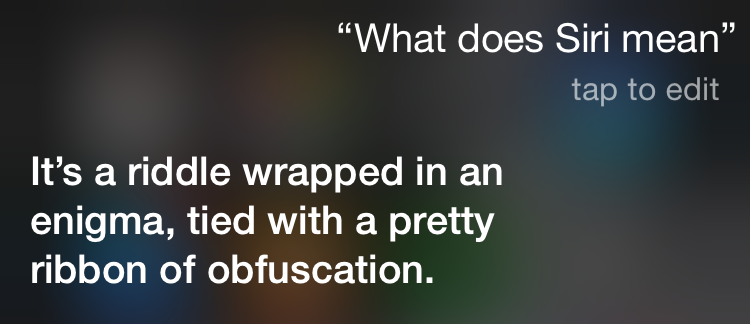 “What does Siri mean”
tap to edit
It’s a riddle wrapped in an
enigma, tied with a pretty
ribbon of obfuscation.